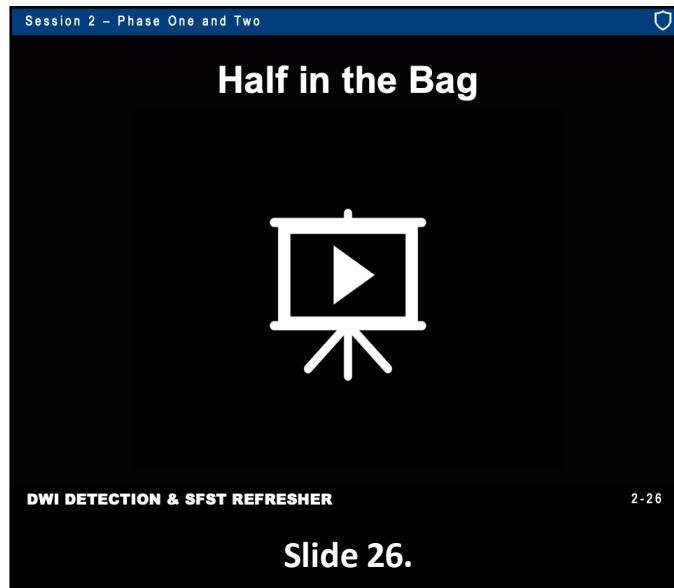 Session 2 – Phase One and Two
Half in the Bag
DWI DETECTION & SFST REFRESHER
2-26
Slide 26.